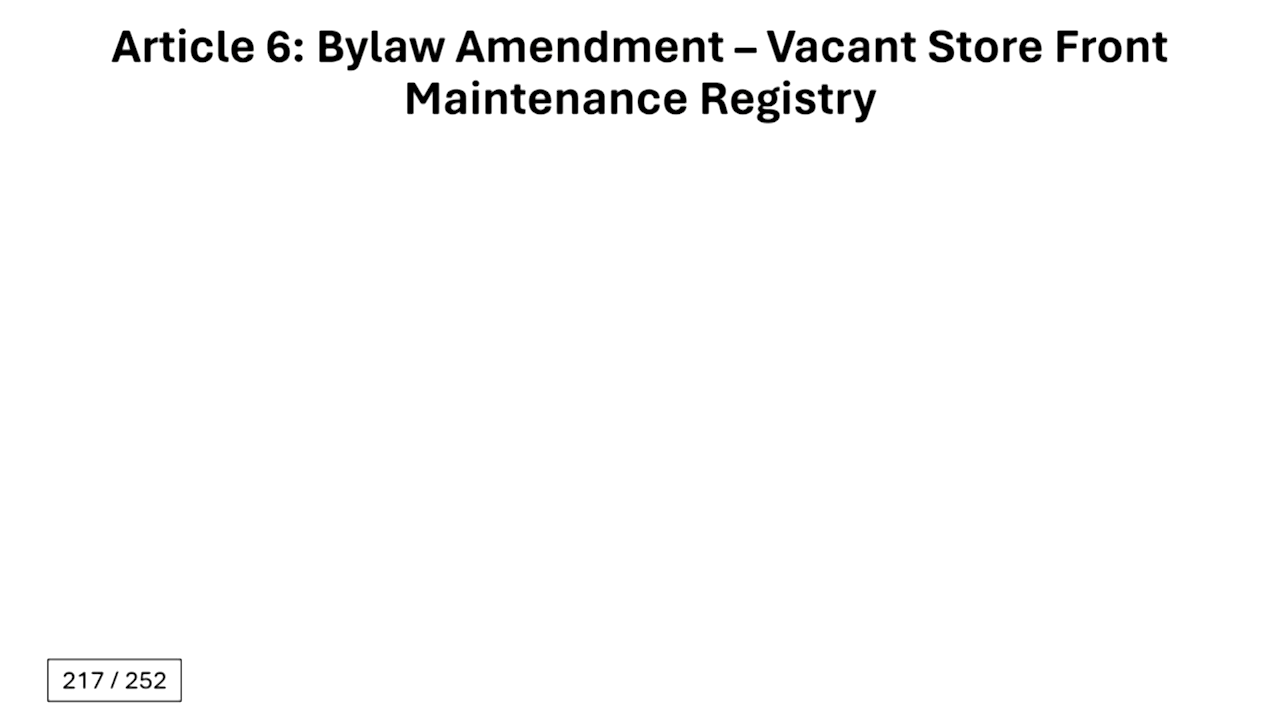 Article 6: Bylaw Amendment – Vacant Store Front
Maintenance Registry
217 / 252